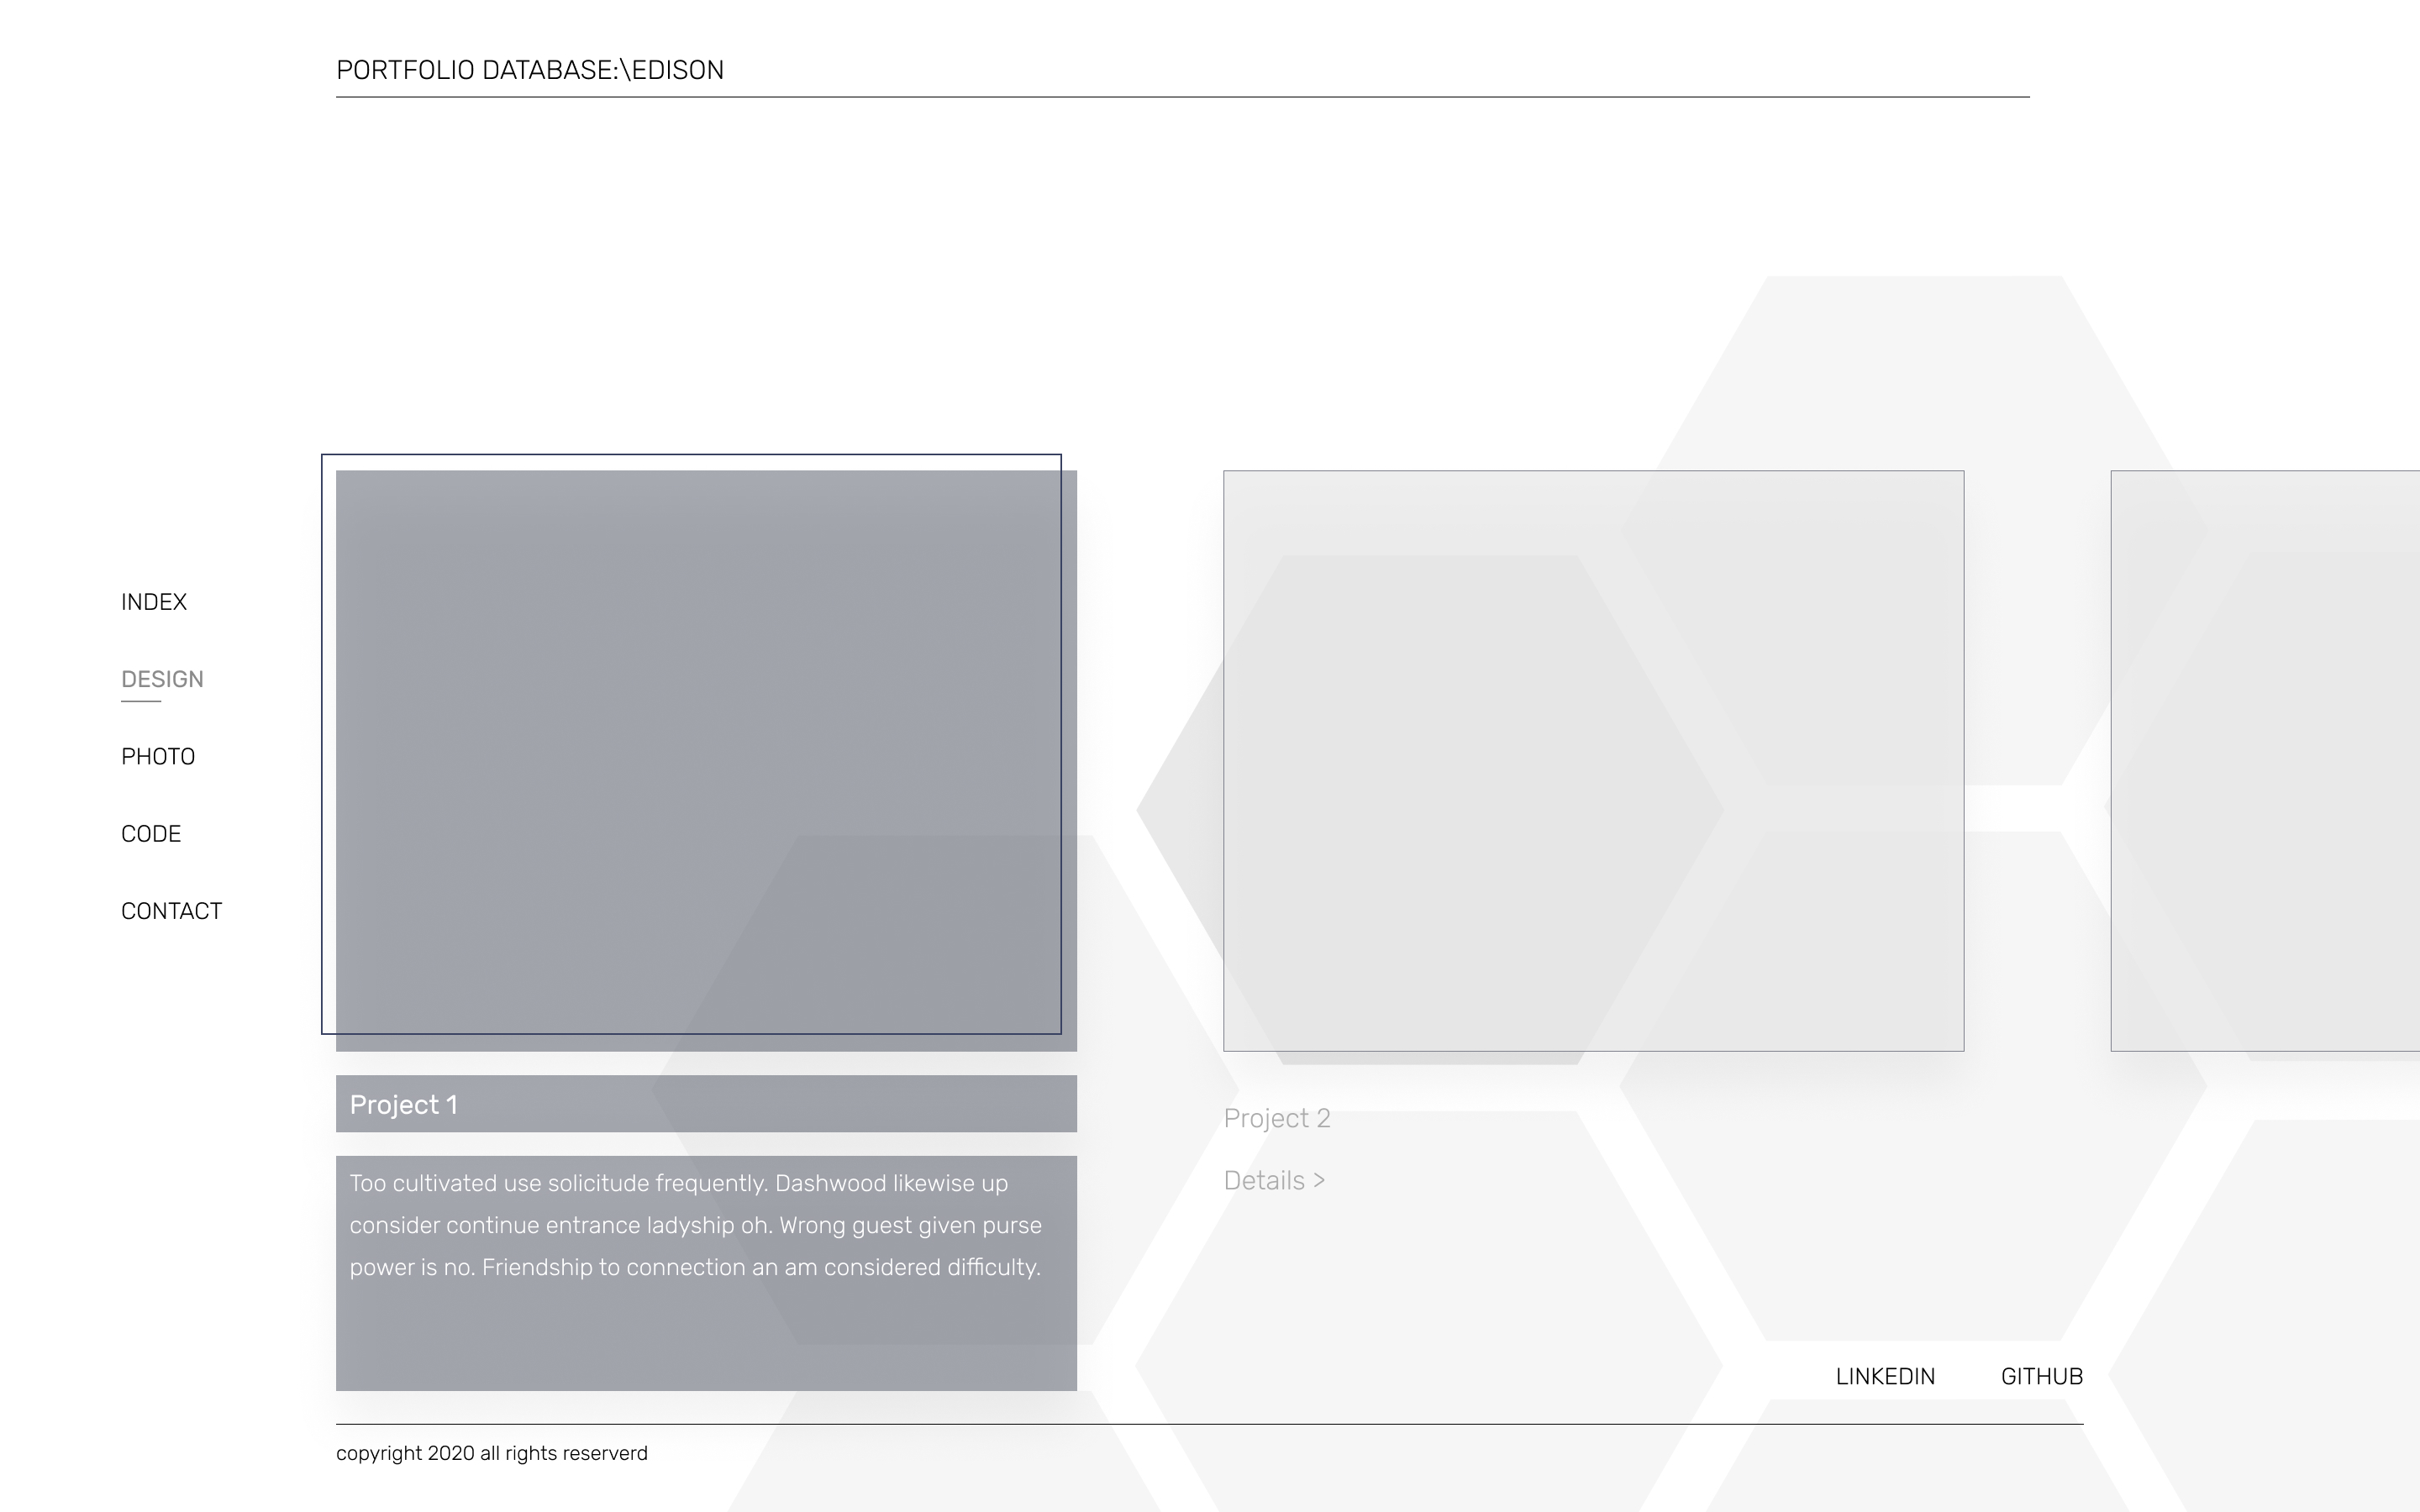 PORTFOLIO DATABASE:\EDISON
INDEX
DESIGN
PHOTO
CODE
CONTACT
Project 1
Too cultivated use solicitude frequently. Dashwood likewise up
consider continue entrance ladyship oh. Wrong guest given purse
power is no. Friendship to connection an am considered difficulty.
Project 2
Details >
LINKEDIN
GITHUB
copyright 2020 all rights reserverd